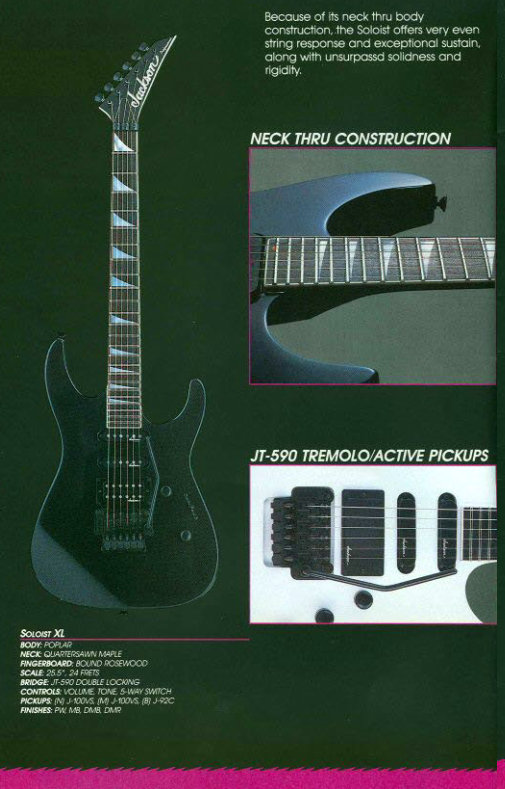 Because of its neck thru body
construction, the Soloist offers very even
string response and exceptional sustain,
along with unsurpassd solidness and
rigidity.
Jackson
NECK THRU CONSTRUCTION
JT-590 TREMOLO/ACTIVE PICKUPS
SOLOIST XL
BODY: POPLAR
NECK: QUARTERSAWN MAPLE
FINGERBOARD: BOUND ROSEWOOD
SCALE: 25.5", 24 FRETS
BRIDGE: JT-590 DOUBLE LOCKING
CONTROLS: VOLUME, TONE, 5-WAY SWITCH
PICKUPS: (N) J-100VS, (M) J-100VS, (B) J-92C
FINISHES: PW, MB, DMB, DMR